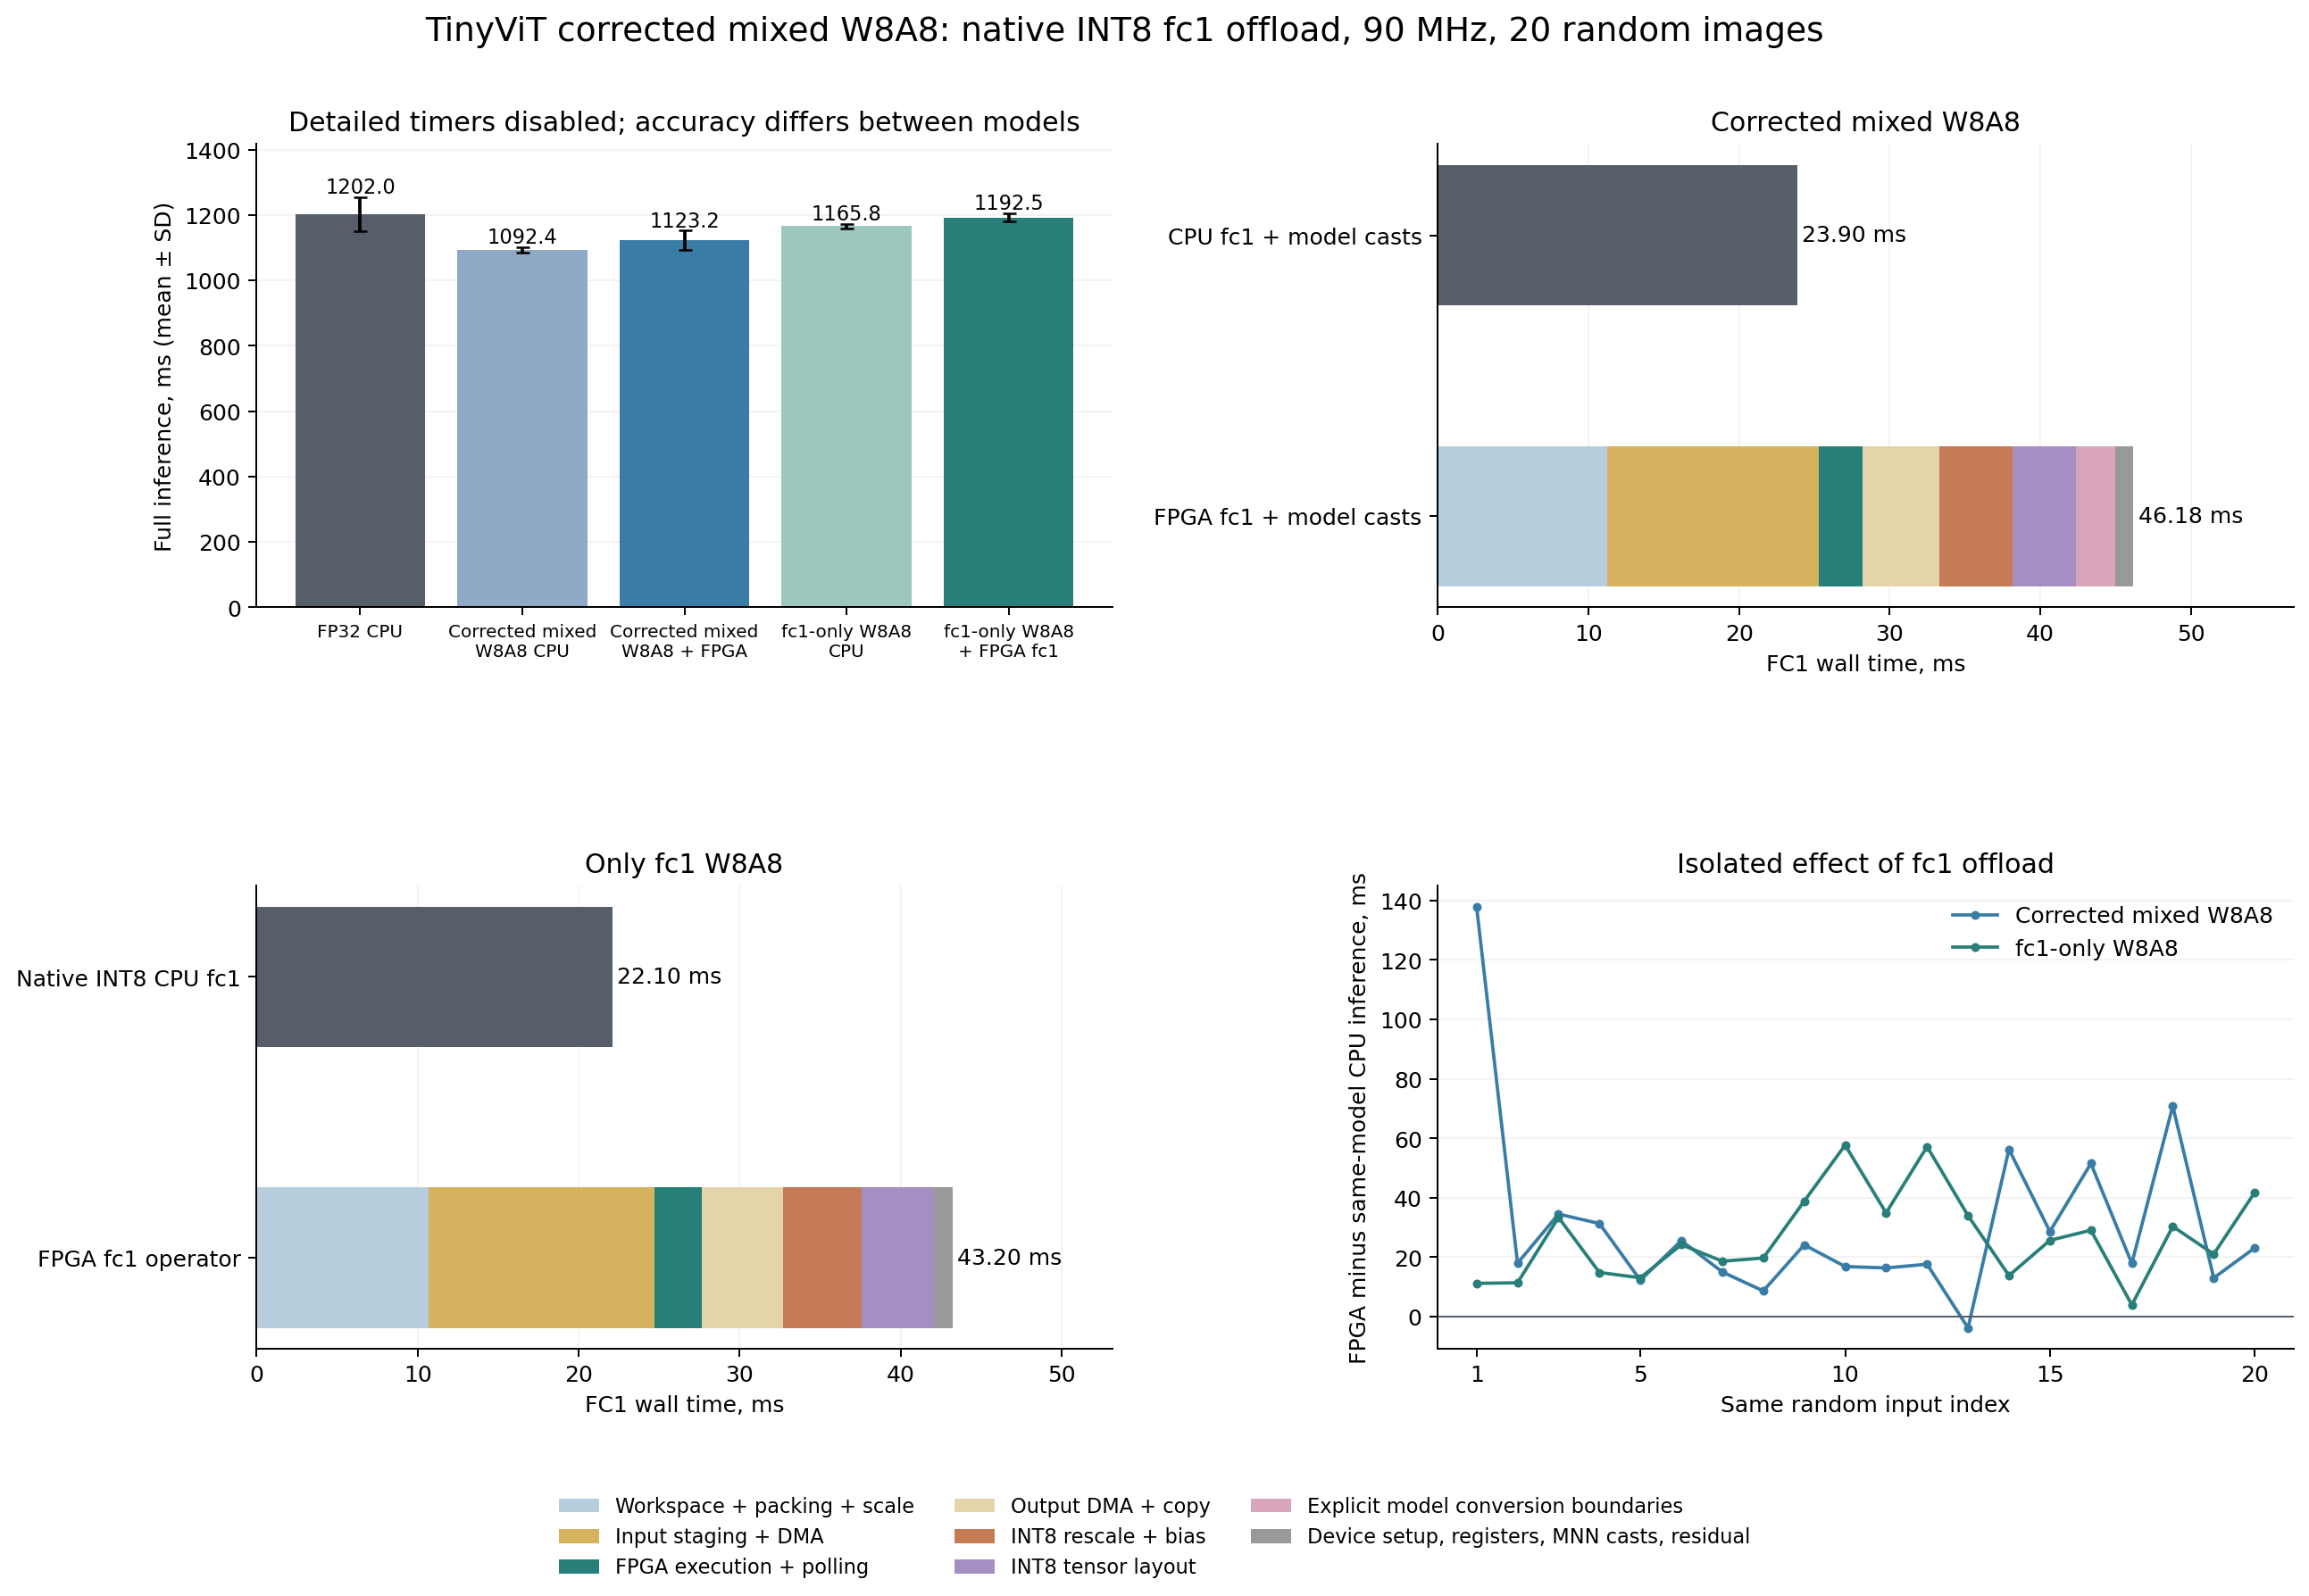 TinyViT corrected mixed W8A8: native INT8 fc1 offload, 90 MHz, 20 random images
Detailed timers disabled; accuracy differs between models
Full inference, ms (mean ± SD)
1400
1200
1000
800
600
400
200
0
1202.0
1092.4
1123.2
1165.8
1192.5
FP32 CPU
Corrected mixed
W8A8 CPU
Corrected mixed
W8A8 + FPGA
fc1-only W8A8
CPU
fc1-only W8A8
+ FPGA fc1
Corrected mixed W8A8
CPU fc1 + model casts
23.90 ms
FPGA fc1 + model casts
46.18 ms
0
10
20
30
40
50
FC1 wall time, ms
Only fc1 W8A8
Native INT8 CPU fc1
22.10 ms
FPGA fc1 operator
43.20 ms
0
10
20
30
40
50
FC1 wall time, ms
Isolated effect of fc1 offload
FPGA minus same-model CPU inference, ms
140
120
100
80
60
40
20
0
Corrected mixed W8A8
fc1-only W8A8
1
5
10
15
20
Same random input index
Workspace + packing + scale
Input staging + DMA
FPGA execution + polling
Output DMA + copy
INT8 rescale + bias
INT8 tensor layout
Explicit model conversion boundaries
Device setup, registers, MNN casts, residual